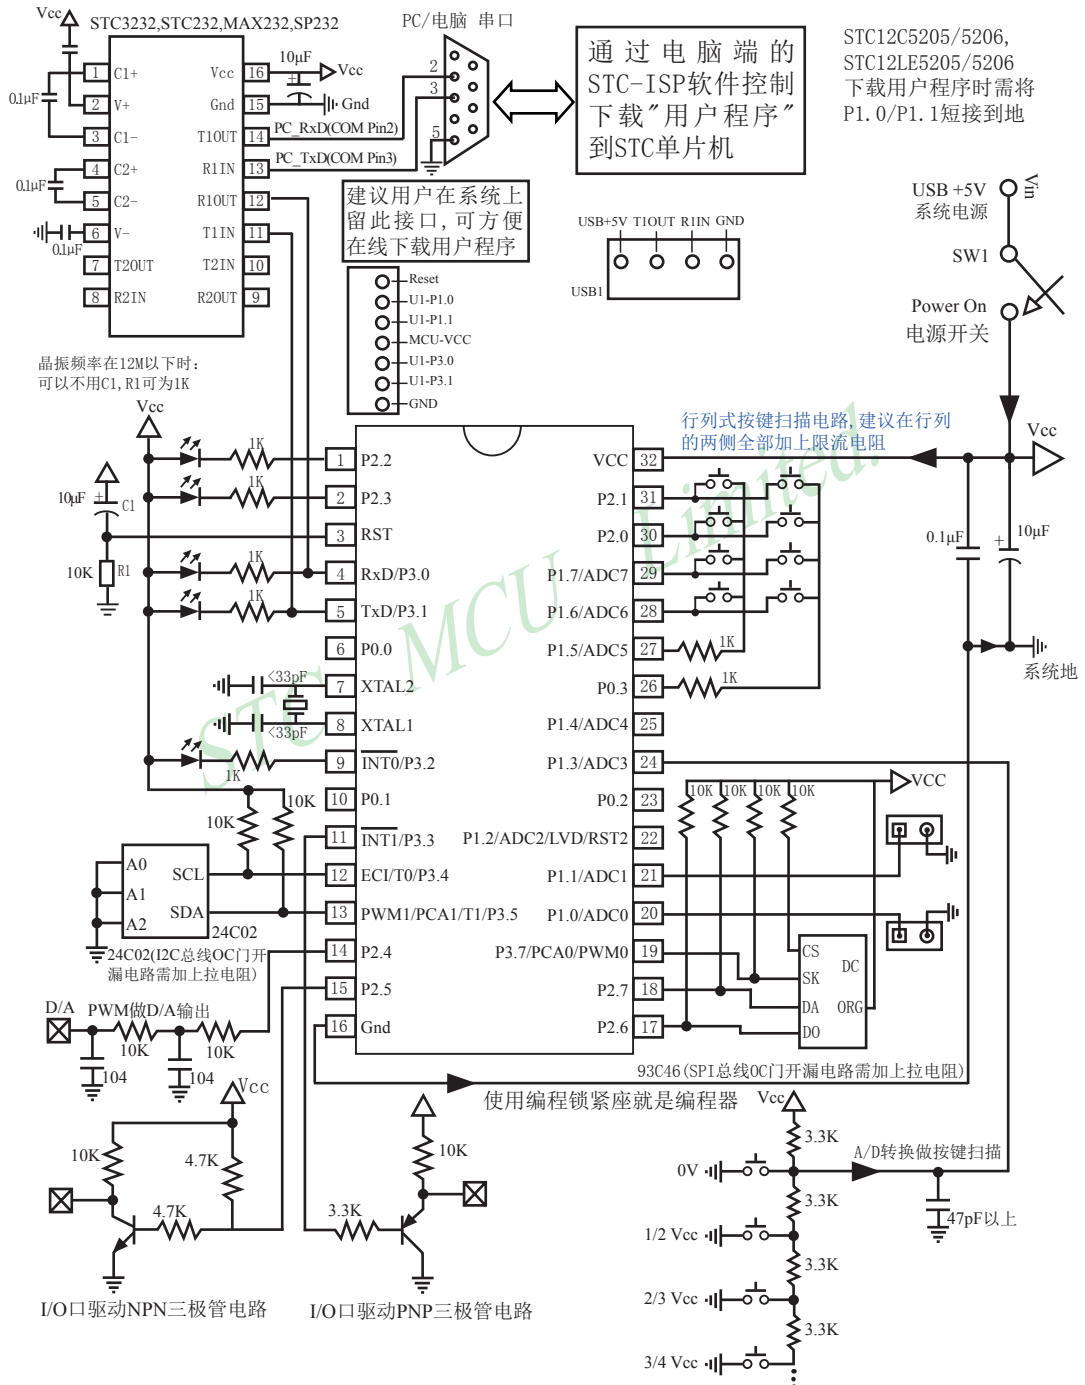 Vcc
STC3232,STC232,MAX232,SP232
PC/电脑 串口
0.1μF
0.1μF
0.1μF
1 C1+
2 V+
3 C1-
4 C2+
5 C2-
6 V-
7 T2OUT
8 R2IN
Vcc 16
Gnd 15
T1OUT 14
R1IN 13
R1OUT 12
T1IN 11
T2IN 10
R2OUT 9
10μF
+
Vcc
Gnd
PC_RxD(COM Pin2)
PC_TxD(COM Pin3)
2
3
5
通过电脑端的
STC-ISP软件控制
下载"用户程序"
到STC单片机
STC12C5205/5206,
STC12LE5205/5206
下载用户程序时需将
P1.0/P1.1短接到地
建议用户在系统上
留此接口,可方便
在线下载用户程序
Reset
U1-P1.0
U1-P1.1
MCU-VCC
U1-P3.0
U1-P3.1
GND
USB+5V T1OUT R1IN GND
USB1
USB +5V
系统电源
Vin
SW1
Power On
电源开关
晶振频率在12M以下时:
可以不用C1,R1可为1K
Vcc
1K
1K
10μF
+
C1
10K
R1
1K
1K
<33pF
<33pF
1K
10K
10K
1 P2.2
2 P2.3
3 RST
4 RxD/P3.0
5 TxD/P3.1
6 P0.0
7 XTAL2
8 XTAL1
9 INT0/P3.2
10 P0.1
11 INT1/P3.3
12 ECI/T0/P3.4
13 PWM1/PCA1/T1/P3.5
14 P2.4
15 P2.5
16 Gnd
VCC 32
P2.1 31
P2.0 30
P1.7/ADC7 29
P1.6/ADC6 28
P1.5/ADC5 27
P0.3 26
P1.4/ADC4 25
P1.3/ADC3 24
P0.2 23
P1.2/ADC2/LVD/RST2 22
P1.1/ADC1 21
P1.0/ADC0 20
P3.7/PCA0/PWM0 19
P2.7 18
P2.6 17
STC MCU Limited.
行列式按键扫描电路,建议在行列
的两侧全部加上限流电阻
1K
1K
Vcc
0.1μF
+
10μF
系统地
10K
10K
10K
10K
VCC
CS
SK
DA
DO
DC
ORG
93C46(SPI总线OC门开漏电路需加上拉电阻)
A0
A1
A2
SCL
SDA
24C02
24C02(I2C总线OC门开
漏电路需加上拉电阻)
D/A
PWM做D/A输出
10K
10K
104
104
使用编程锁紧座就是编程器
Vcc
10K
4.7K
4.7K
I/O口驱动NPN三极管电路
10K
3.3K
I/O口驱动PNP三极管电路
Vcc
3.3K
A/D转换做按键扫描
0V
3.3K
47pF以上
1/2 Vcc
3.3K
2/3 Vcc
3.3K
3/4 Vcc